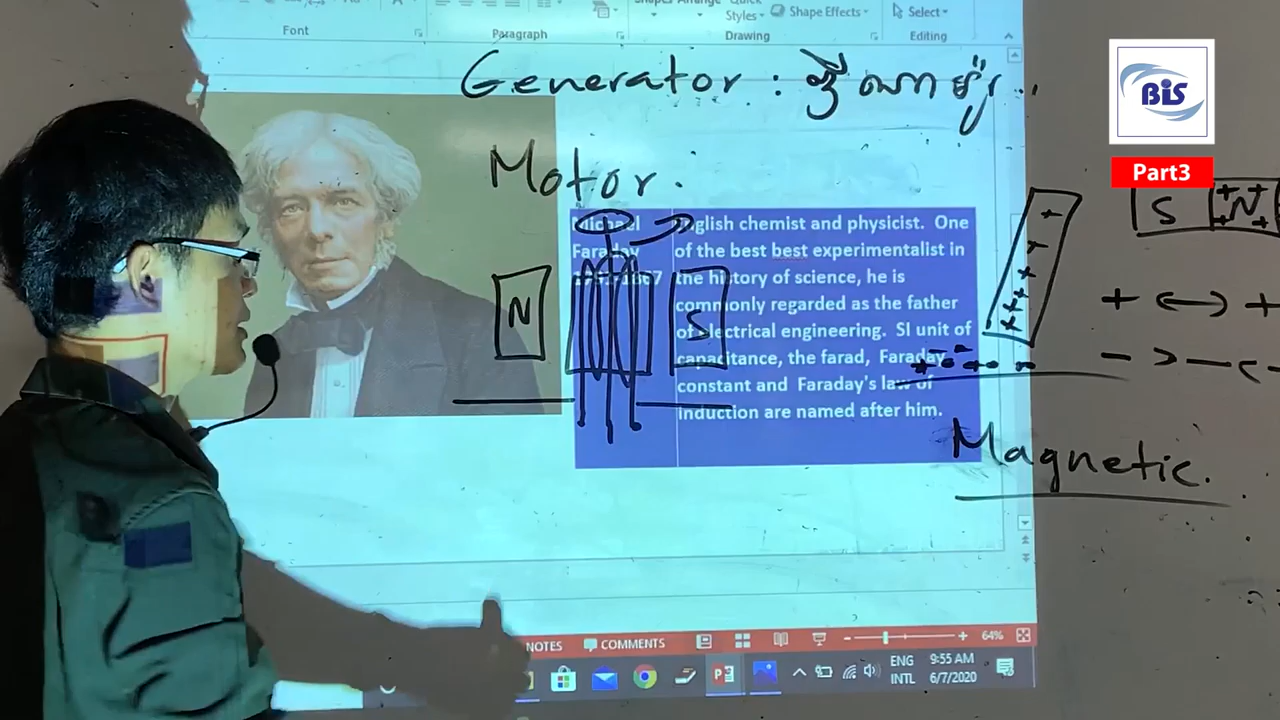 Shape Effects
Styles
Select
Font
Paragraph
Drawing
Editing
Generator :
BiS
Motor.
Part3
S N
English chemist and physicist. One
Faraday
of the best best experimentalist in
the history of science, he is
commonly regarded as the father
of electrical engineering. SI unit of
capacitance, the farad, Faraday
constant and Faraday's law of
induction are named after him.
N
S
+ ↔ +
Magnetic.
NOTES
COMMENTS
64%
ENG
INTL
9:55 AM
6/7/2020